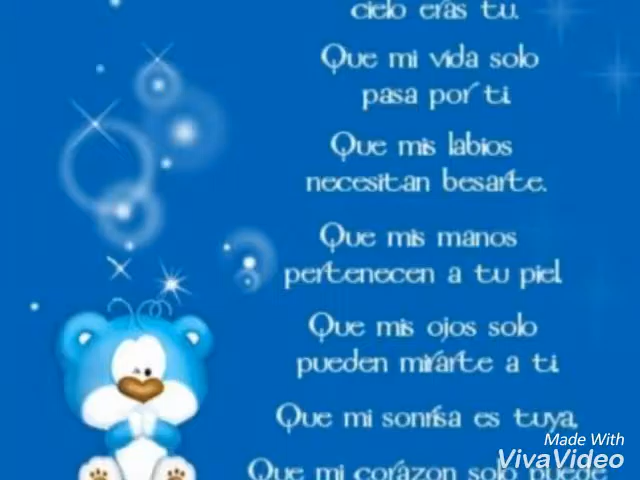 cielo eras tu.
Que mi vida solo
pasa por ti.
Que mis labios
necesitan besarte.
Que mis manos
pertenecen a tu piel.
Que mis ojos solo
pueden mirarte a ti.
Que mi sonrisa es tuya.
Que mi corazon solo puede
Made With
VivaVideo